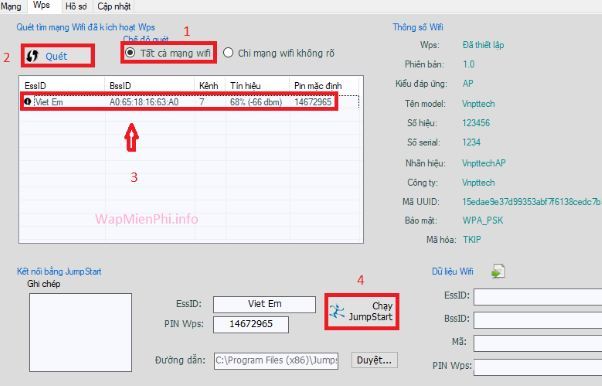 Mạng Wps Hồ sơ Cập nhật
Quét tìm mạng Wifi đã kích hoạt Wps
Chế độ quét
1
2
Quét
Tất cả mạng wifi
Chỉ mạng wifi không rõ
EssID BssID Kênh Tín hiệu Pin mặc định
Viet Em A0:65:18:16:63:A0 7 68% (-66 dbm) 14672965
3
WapMienPhi.info
Thông số Wifi
Wps: Đã thiết lập
Phiên bản: 1.0
Kiểu đáp ứng: AP
Tên model: Vnpttech
Số hiệu: 123456
Số serial: 1234
Nhãn hiệu: VnpttechAP
Công ty: Vnpttech
Mã UUID: 15edae9e37d99353abf7f6138cedc7b
Bảo mật: WPA_PSK
Mã hóa: TKIP
Kết nối bằng JumpStart
Ghi chép
4
EssID: Viet Em
PIN Wps: 14672965
Chạy
JumpStart
Đường dẫn: C:\Program Files (x86)\Jump
Duyệt...
Dữ liệu Wifi
EssID:
BssID:
Mã:
PIN Wps: